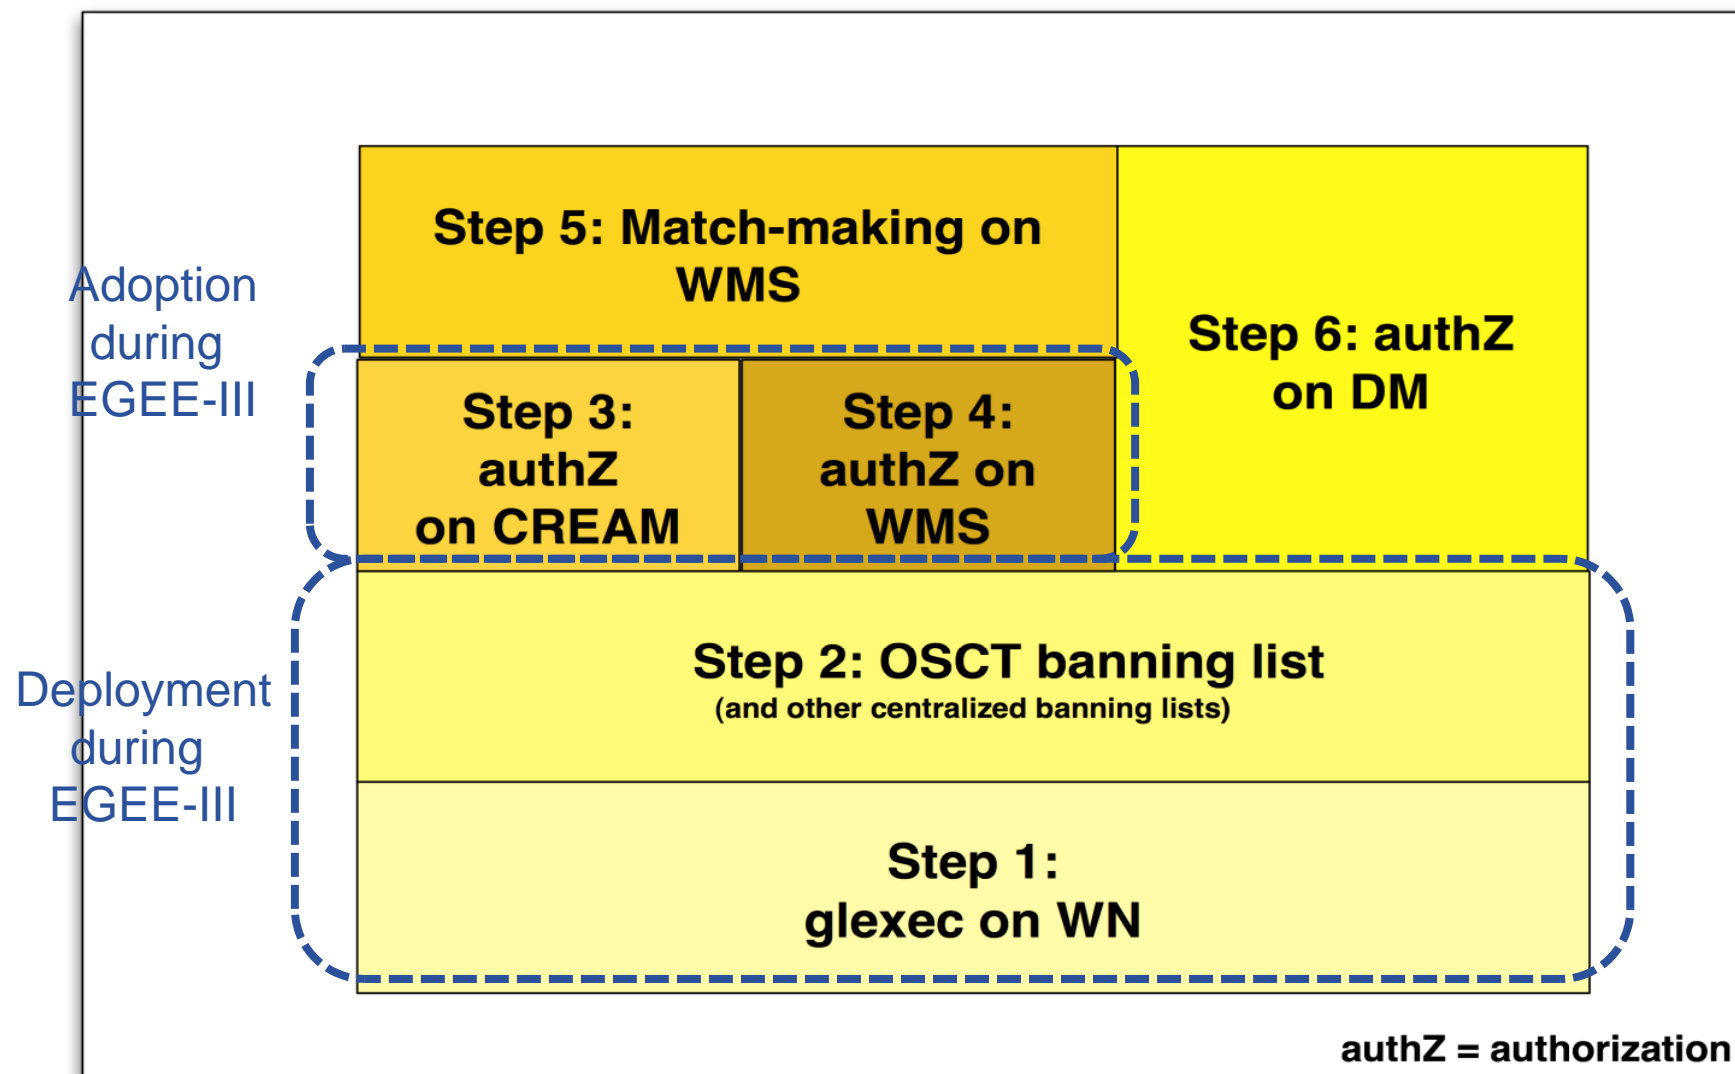 Step 5: Match-making on
WMS
Adoption
during
EGEE-III
Step 6: authZ
on DM
Step 3:
authZ
on CREAM
Step 4:
authZ on
WMS
Step 2: OSCT banning list
(and other centralized banning lists)
Deployment
during
EGEE-III
Step 1:
glexec on WN
authZ = authorization